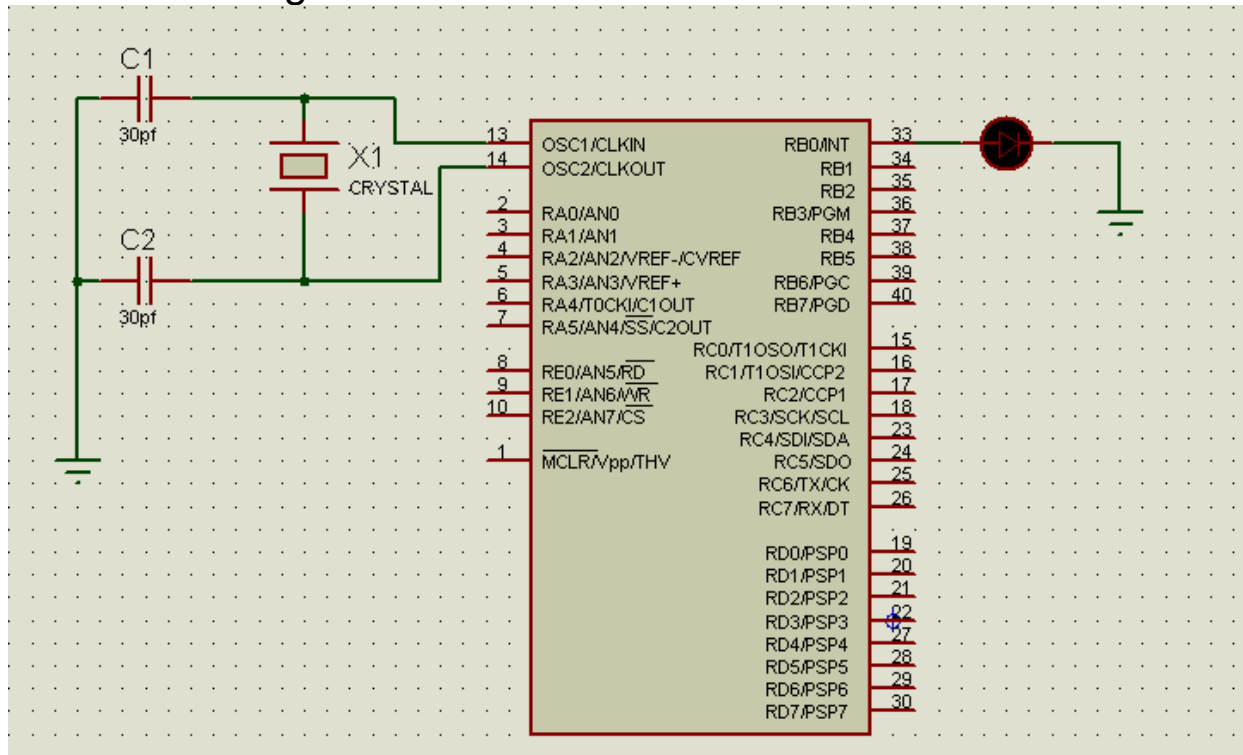 C1
30pf
X1
CRYSTAL
C2
30pf
13 OSC1/CLKIN
14 OSC2/CLKOUT
2 RA0/AN0
3 RA1/AN1
4 RA2/AN2/VREF-/CVREF
5 RA3/AN3/VREF+
6 RA4/T0CKI/C1OUT
7 RA5/AN4/SS/C2OUT
8 RE0/AN5/RD
9 RE1/AN6/WR
10 RE2/AN7/CS
1 MCLR/Vpp/THV
RB0/INT 33
RB1 34
RB2 35
RB3/PGM 36
RB4 37
RB5 38
RB6/PGC 39
RB7/PGD 40
RC0/T1OSO/T1CKI 15
RC1/T1OSI/CCP2 16
RC2/CCP1 17
RC3/SCK/SCL 18
RC4/SDI/SDA 23
RC5/SDO 24
RC6/TX/CK 25
RC7/RX/DT 26
RD0/PSP0 19
RD1/PSP1 20
RD2/PSP2 21
RD3/PSP3 22
RD4/PSP4 27
RD5/PSP5 28
RD6/PSP6 29
RD7/PSP7 30